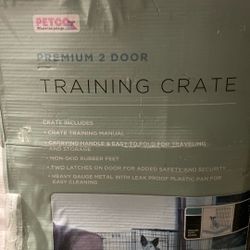 PETCO
PREMIUM 2 DOOR
TRAINING CRATE
CRATE INCLUDES
• CRATE TRAINING MANUAL
• CARRYING HANDLE & EASY TO FOLD FOR TRAVELING
AND STORAGE
• NON-SKID RUBBER FEET
• TWO LATCHES ON DOOR FOR ADDED SAFETY & SECURITY
• HEAVY GAUGE METAL WITH LEAK PROOF PLASTIC PAN FOR
EASY CLEANING